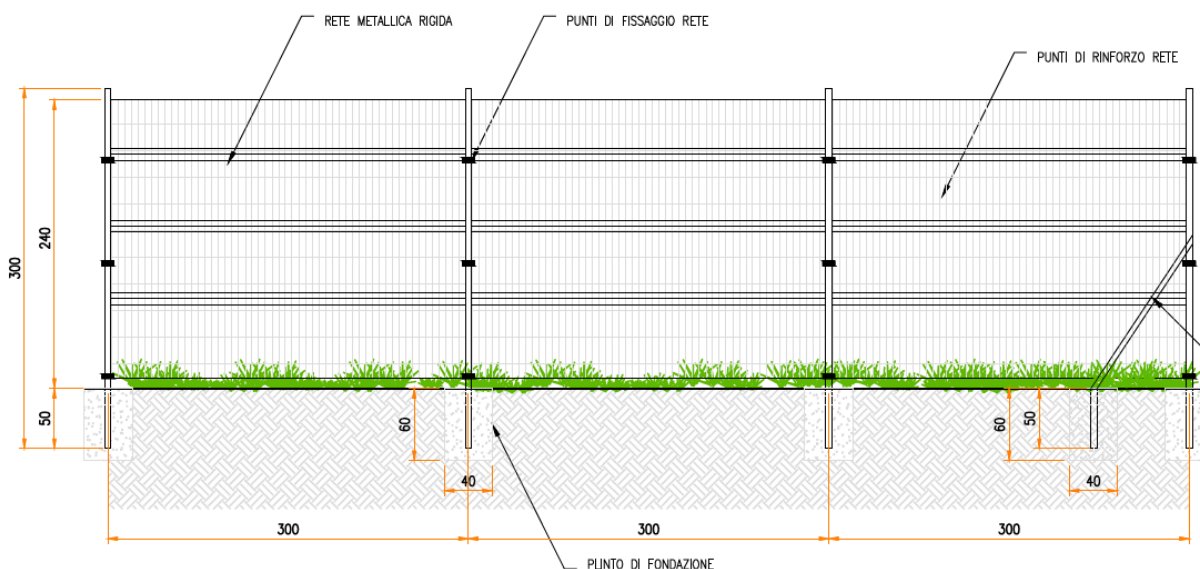 RETE METALLICA RIGIDA
PUNTI DI FISSAGGIO RETE
PUNTI DI RINFORZO RETE
300
240
50
60
40
60
50
40
300
300
300
PLINTO DI FONDAZIONE